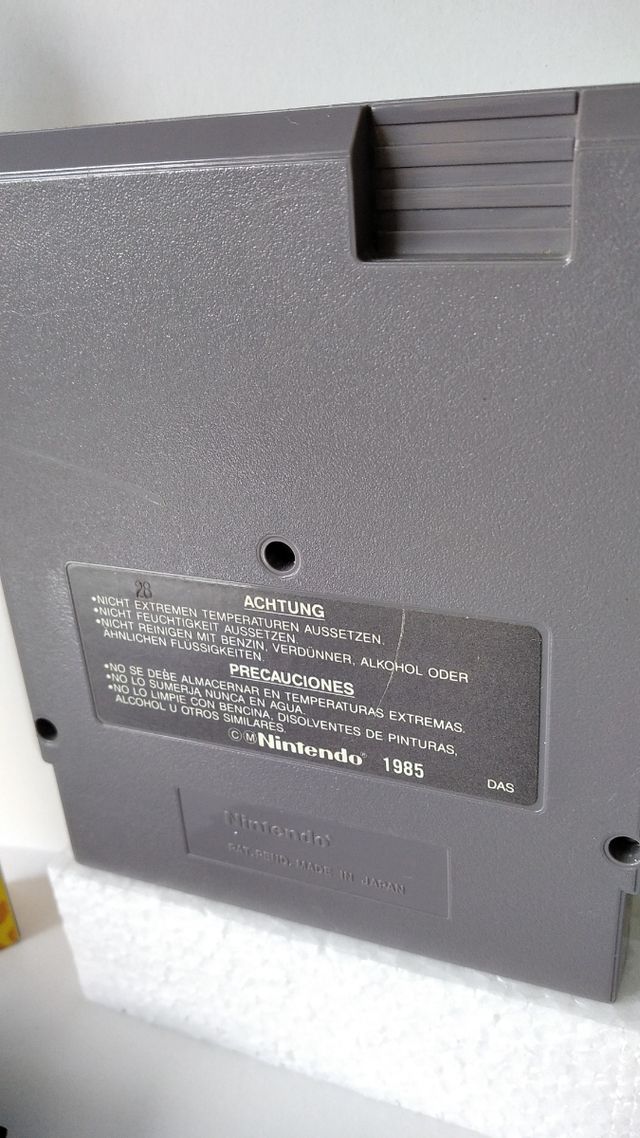 28
ACHTUNG
•NICHT EXTREMEN TEMPERATUREN AUSSETZEN.
•NICHT FEUCHTIGKEIT AUSSETZEN.
•NICHT REINIGEN MIT BENZIN, VERDÜNNER, ALKOHOL ODER
ÄHNLICHEN FLÜSSIGKEITEN.
PRECAUCIONES
•NO SE DEBE ALMACERNAR EN TEMPERATURAS EXTREMAS.
•NO LO SUMERJA NUNCA EN AGUA.
•NO LO LIMPIE CON BENCINA, DISOLVENTES DE PINTURAS,
ALCOHOL U OTROS SIMILARES.
©Ⓜ Nintendo® 1985 DAS
Nintendo®
PAT. PEND. MADE IN JAPAN